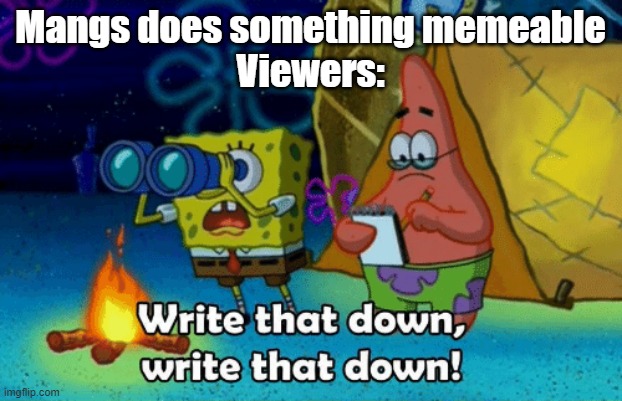 Mangs does something memeable
Viewers:
Write that down,
write that down!
imgflip.com